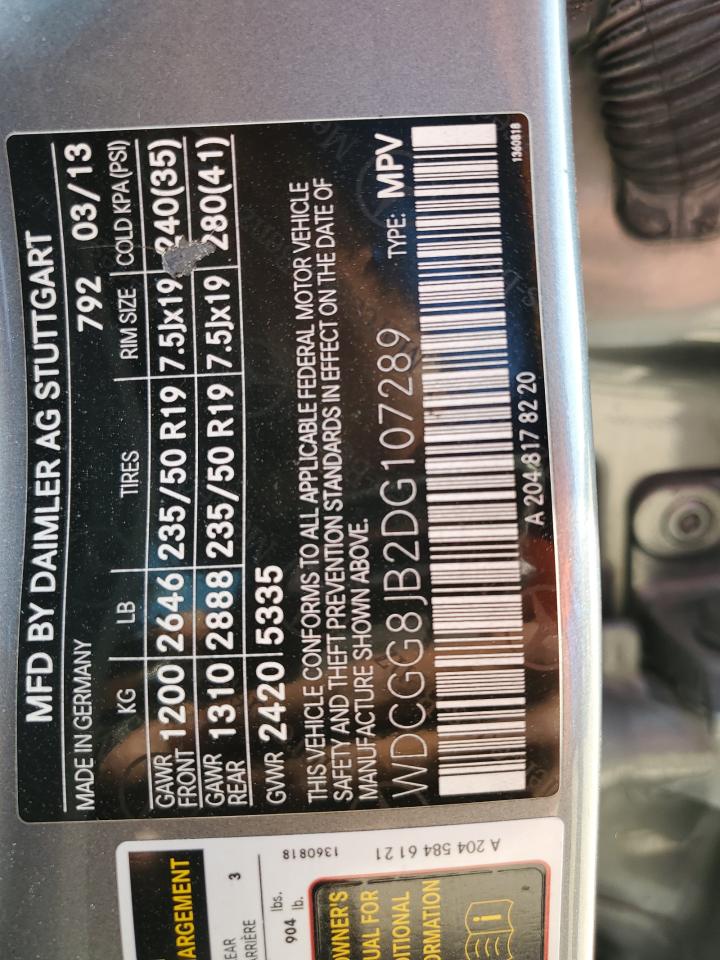 MFD BY DAIMLER AG STUTTGART
MADE IN GERMANY 792 03/13
KG LB TIRES RIM SIZE COLD KPA (PSI)
GAWR
FRONT 1200 2646 235/50 R19 7.5Jx19 240(35)
GAWR
REAR 1310 2888 235/50 R19 7.5Jx19 280(41)
GVWR 2420 5335
THIS VEHICLE CONFORMS TO ALL APPLICABLE FEDERAL MOTOR VEHICLE
SAFETY AND THEFT PREVENTION STANDARDS IN EFFECT ON THE DATE OF
MANUFACTURE SHOWN ABOVE.
WDCGG8JB2DG107289 TYPE: MPV
A 204 817 82 20
1360818
ARGEMENT
EAR
ARRIÈRE 3
lbs.
904 lb.
1360818
A 204 584 61 21
OWNER'S
UAL FOR
DITIONAL
ORMATION
i